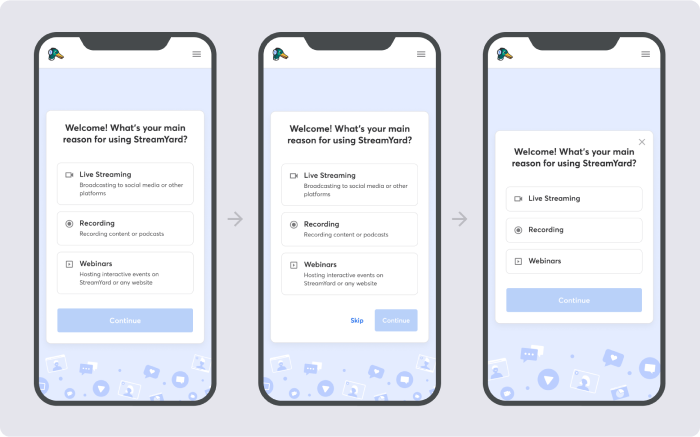 Welcome! What's your main
reason for using StreamYard?
Live Streaming
Broadcasting to social media or other
platforms
Recording
Recording content or podcasts
Webinars
Hosting interactive events on
StreamYard or any website
Continue
Welcome! What's your main
reason for using StreamYard?
Live Streaming
Broadcasting to social media or other
platforms
Recording
Recording content or podcasts
Webinars
Hosting interactive events on
StreamYard or any website
Skip
Continue
Welcome! What's your main
reason for using StreamYard?
Live Streaming
Recording
Webinars
Continue